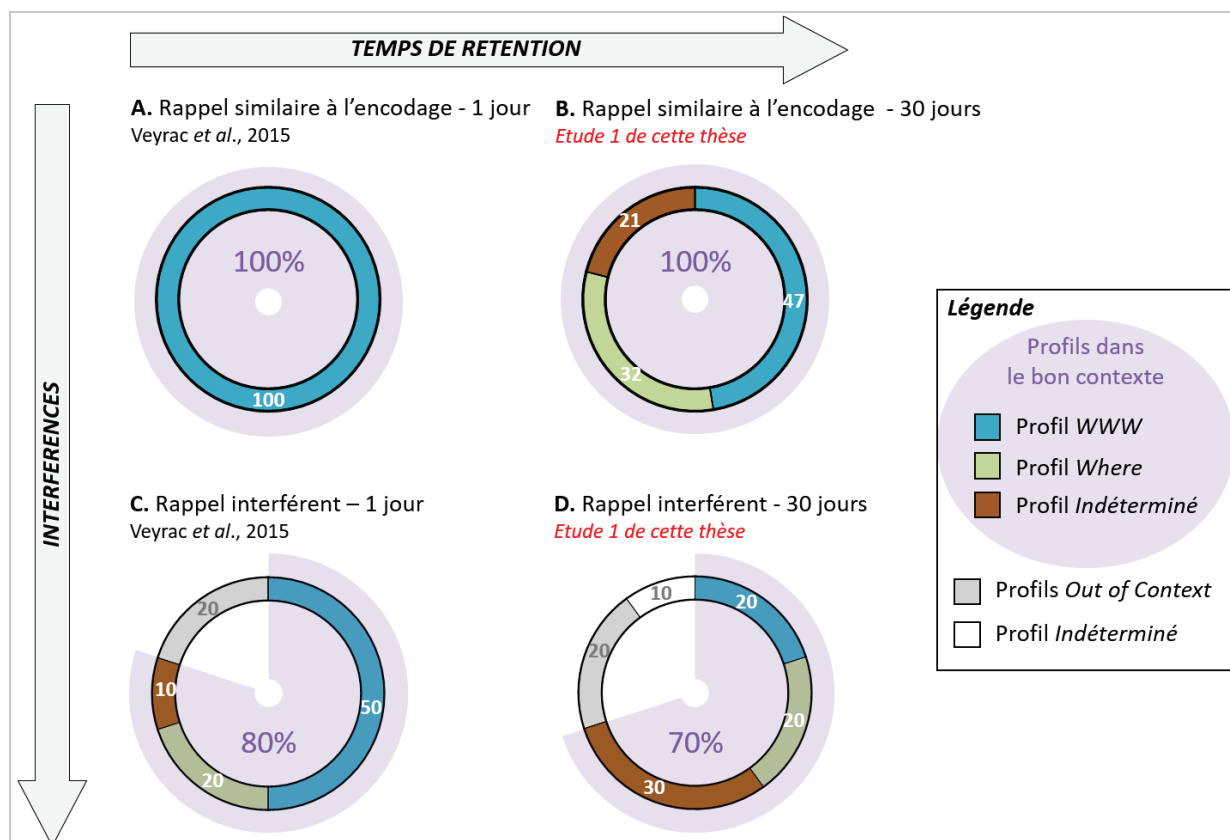 TEMPS DE RETENTION
INTERFERENCES
A. Rappel similaire à l'encodage - 1 jour
Veyrac et al., 2015
100%
100
B. Rappel similaire à l'encodage - 30 jours
Etude 1 de cette thèse
21
100%
47
32
C. Rappel interférent – 1 jour
Veyrac et al., 2015
20
10
50
80%
20
D. Rappel interférent - 30 jours
Etude 1 de cette thèse
10
20
20
20
70%
30
Légende
Profils dans
le bon contexte
Profil WWW
Profil Where
Profil Indéterminé
Profils Out of Context
Profil Indéterminé